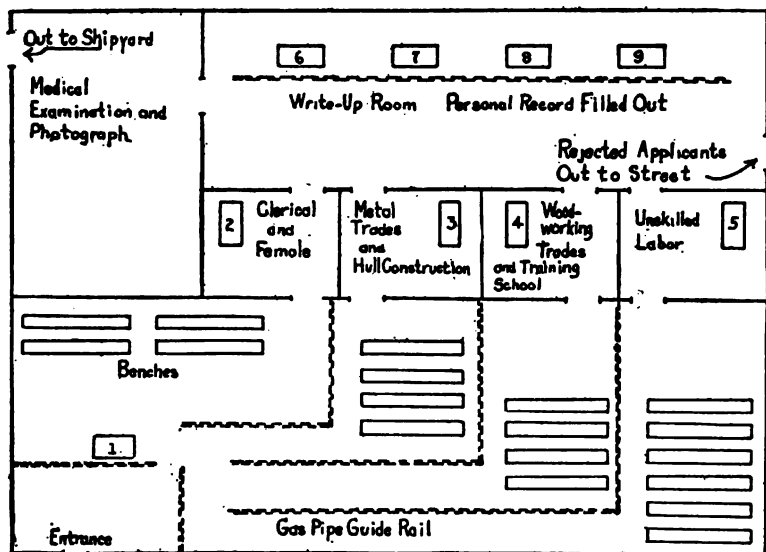 Out to Shipyard
Medical
Examination and
Photograph
6 7 8 9
Write-Up Room Personal Record Filled Out
Rejected Applicants
Out to Street
2
Clerical
and
Female
Metal
Trades
and
Hull Construction
3
4
Wood-
working
Trades
and Training
School
Unskilled
Labor
5
Benches
1
Entrance
Gas Pipe Guide Rail